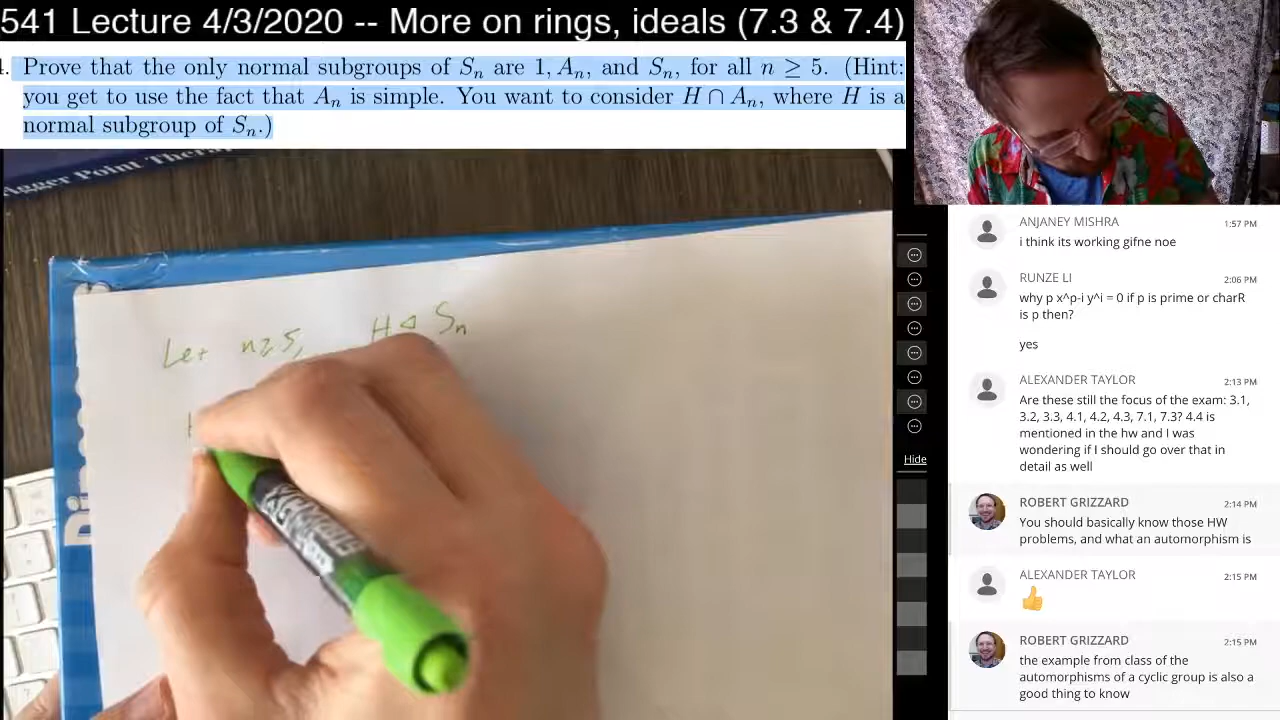 541 Lecture 4/3/2020 -- More on rings, ideals (7.3 & 7.4)
4. Prove that the only normal subgroups of Sₙ are 1, Aₙ, and Sₙ, for all n ≥ 5. (Hint:
you get to use the fact that Aₙ is simple. You want to consider H ∩ Aₙ, where H is a
normal subgroup of Sₙ.)
Let n≥5, H ⊲ Sₙ
ANJANEY MISHRA 1:57 PM
i think its working gifne noe
RUNZE LI 2:06 PM
why p x^p-i y^i = 0 if p is prime or charR
is p then?
yes
ALEXANDER TAYLOR 2:13 PM
Are these still the focus of the exam: 3.1,
3.2, 3.3, 4.1, 4.2, 4.3, 7.1, 7.3? 4.4 is
mentioned in the hw and I was
wondering if I should go over that in
detail as well
Hide
ROBERT GRIZZARD 2:14 PM
You should basically know those HW
problems, and what an automorphism is
ALEXANDER TAYLOR 2:15 PM
👍
ROBERT GRIZZARD 2:15 PM
the example from class of the
automorphisms of a cyclic group is also a
good thing to know